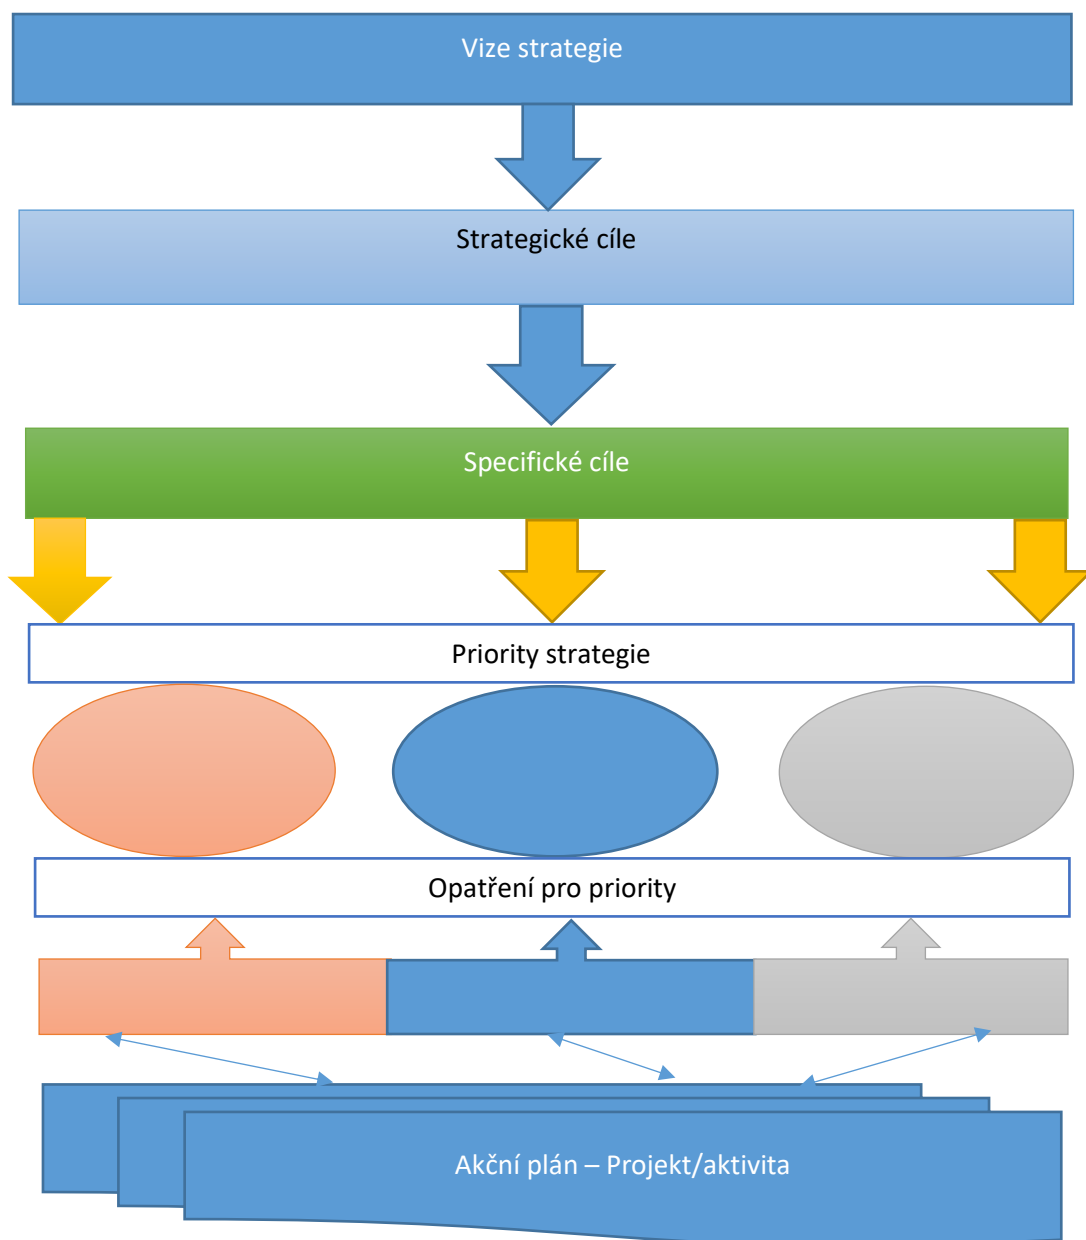 Vize strategie
Strategické cíle
Specifické cíle
Priority strategie
Opatření pro priority
Akční plán – Projekt/aktivita